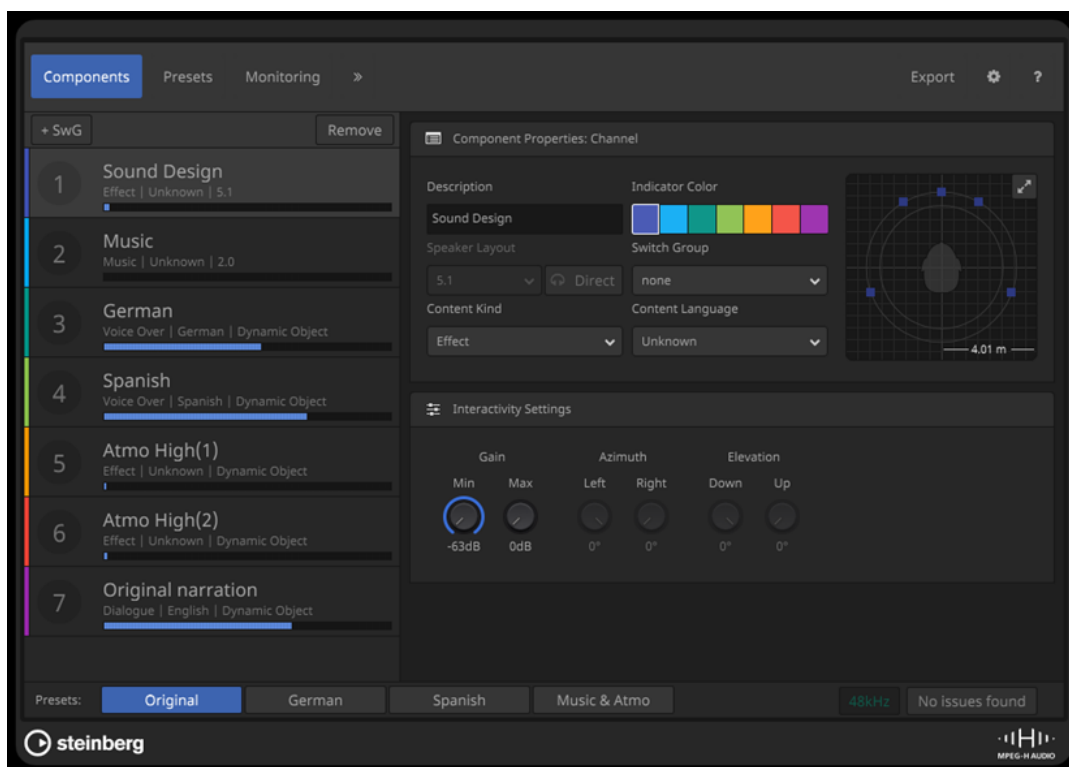 Components Presets Monitoring » Export ?
+ SwG Remove
1
Sound Design
Effect | Unknown | 5.1
2
Music
Music | Unknown | 2.0
3
German
Voice Over | German | Dynamic Object
4
Spanish
Voice Over | Spanish | Dynamic Object
5
Atmo High(1)
Effect | Unknown | Dynamic Object
6
Atmo High(2)
Effect | Unknown | Dynamic Object
7
Original narration
Dialogue | English | Dynamic Object
Component Properties: Channel
Description Indicator Color
Sound Design
Speaker Layout Switch Group
5.1 Direct none
Content Kind Content Language
Effect Unknown
4.01 m
Interactivity Settings
Gain Azimuth Elevation
Min Max Left Right Down Up
-63dB 0dB 0° 0° 0° 0°
Presets: Original German Spanish Music & Atmo 48kHz No issues found
steinberg
MPEG-H AUDIO